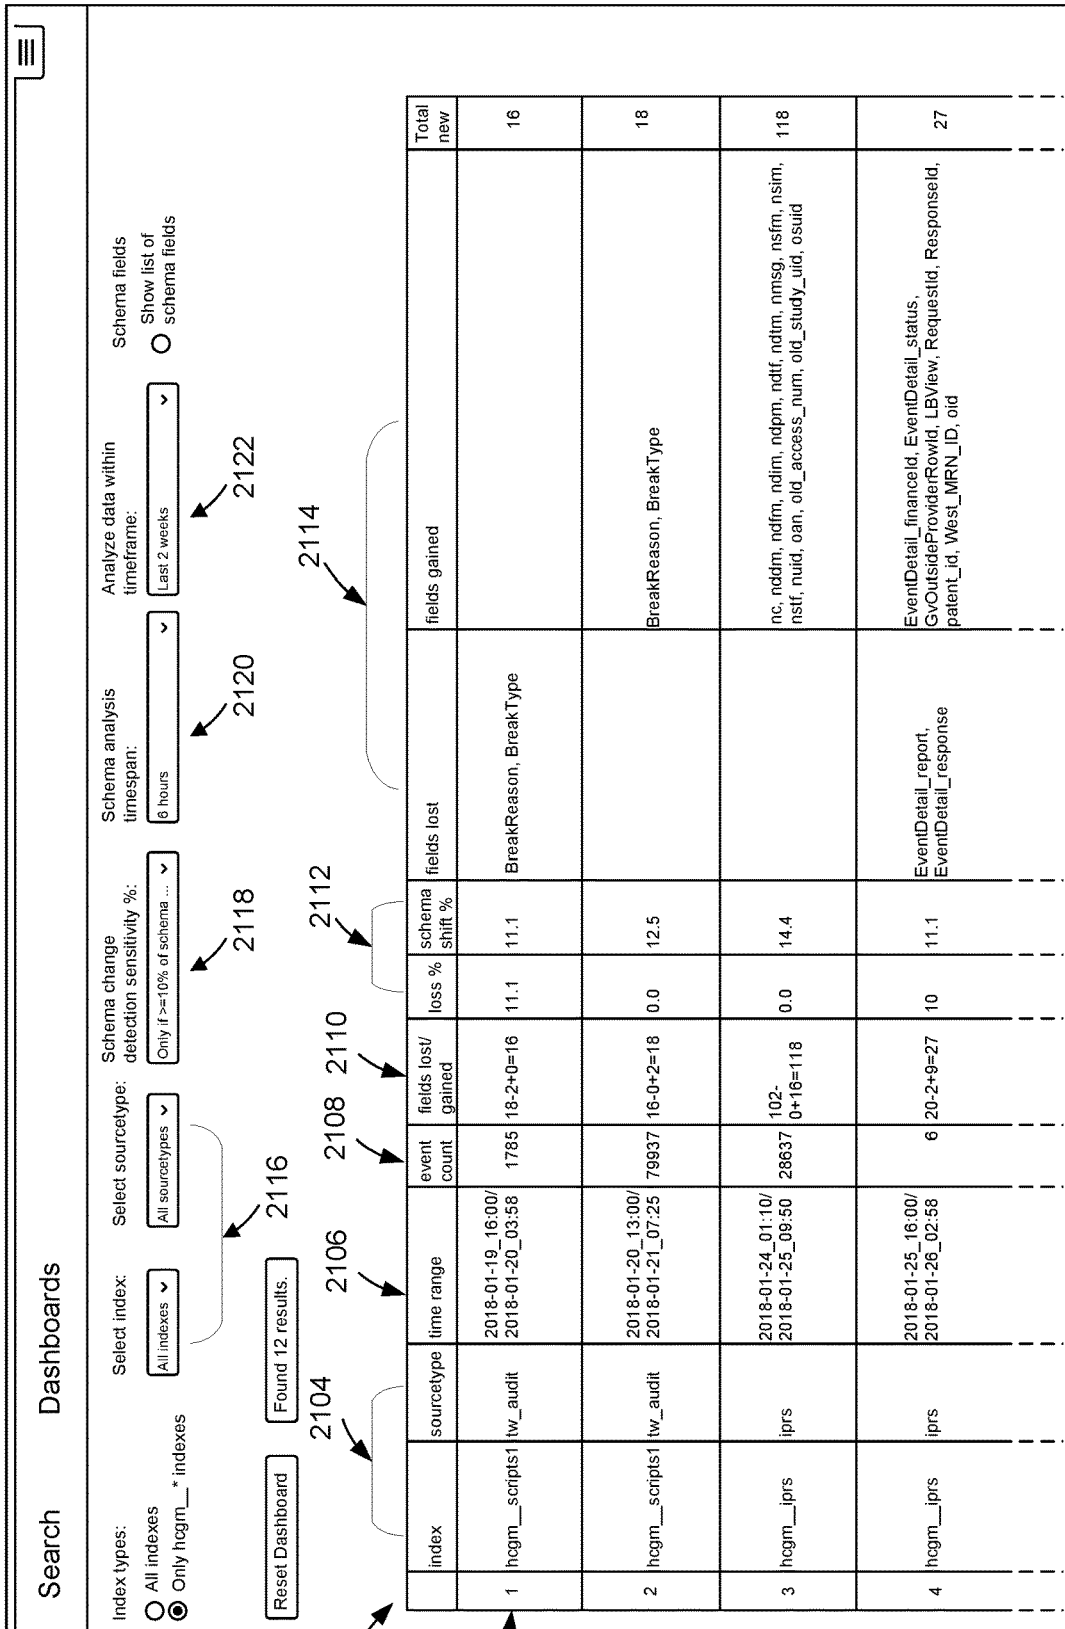 Search
Dashboards
Index types:
All indexes
Only hcgm__* indexes
Select index:
All indexes
Select sourcetype:
All sourcetypes
Schema change
detection sensitivity %:
Only if >=10% of schema ...
Schema analysis
timespan:
6 hours
Analyze data within
timeframe:
Last 2 weeks
Schema fields
Show list of
schema fields
2116
2118
2120
2122
Reset Dashboard
Found 12 results.
2104
2106
2108
2110
2112
2114
index
sourcetype
time range
event
count
fields lost/
gained
loss %
schema
shift %
fields lost
fields gained
Total
new
1
hcgm__scripts1
tw_audit
2018-01-19_16:00/
2018-01-20_03:58
1785
18-2+0=16
11.1
11.1
BreakReason, BreakType
16
2
hcgm__scripts1
tw_audit
2018-01-20_13:00/
2018-01-21_07:25
79937
16-0+2=18
0.0
12.5
BreakReason, BreakType
18
3
hcgm__iprs
iprs
2018-01-24_01:10/
2018-01-25_09:50
28637
102-
0+16=118
0.0
14.4
nc, nddm, ndfm, ndim, ndpm, ndtf, ndtm, nmsg, nsfm, nsim,
nstf, nuid, oan, old_access_num, old_study_uid, osuid
118
4
hcgm__iprs
iprs
2018-01-25_16:00/
2018-01-26_02:58
6
20-2+9=27
10
11.1
EventDetail_report,
EventDetail_response
EventDetail_financeId, EventDetail_status,
GvOutsideProviderRowId, LBView, RequestId, ResponseId,
patent_id, West_MRN_ID, oid
27